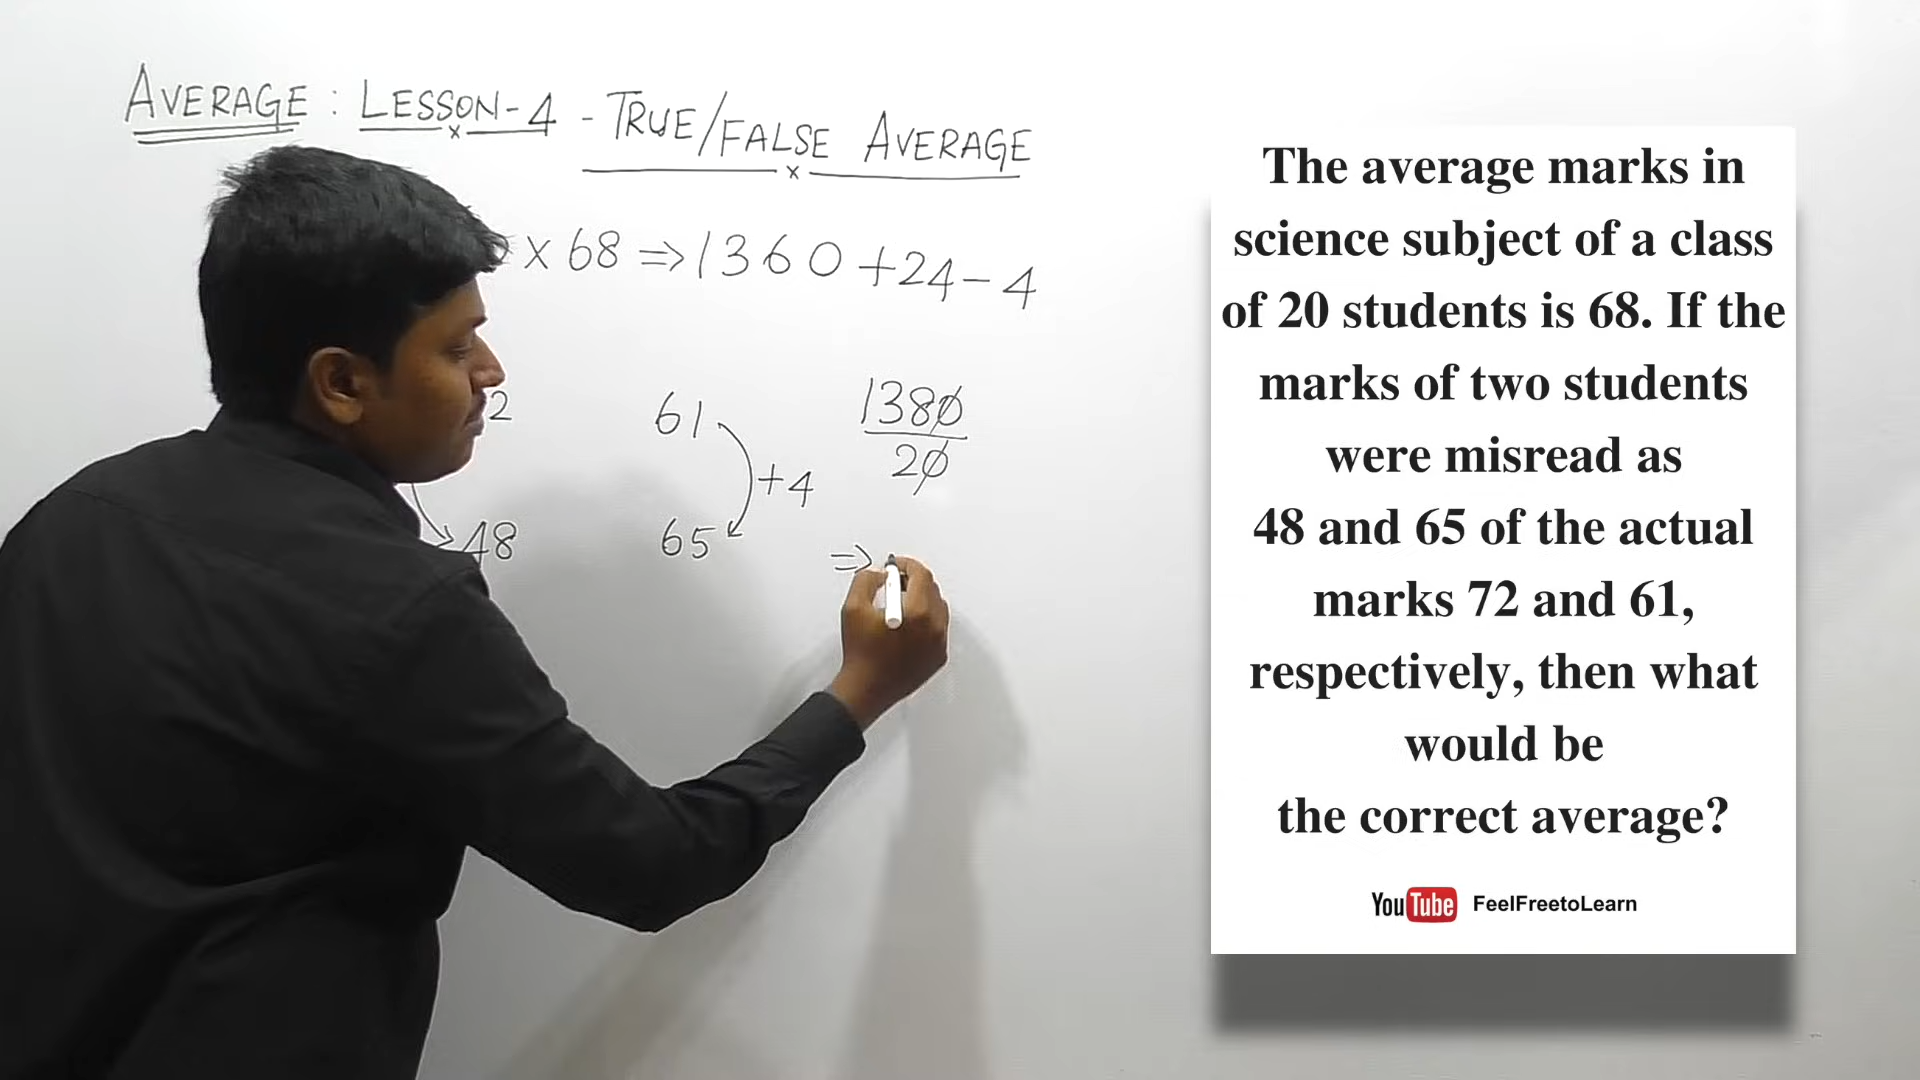 AVERAGE : LESSON-4 - TRUE/FALSE AVERAGE
x 68 ⇒ 1360 +24 - 4
2
61
1380
20
+4
48
65
⇒
The average marks in
science subject of a class
of 20 students is 68. If the
marks of two students
were misread as
48 and 65 of the actual
marks 72 and 61,
respectively, then what
would be
the correct average?
YouTube FeelFreetoLearn